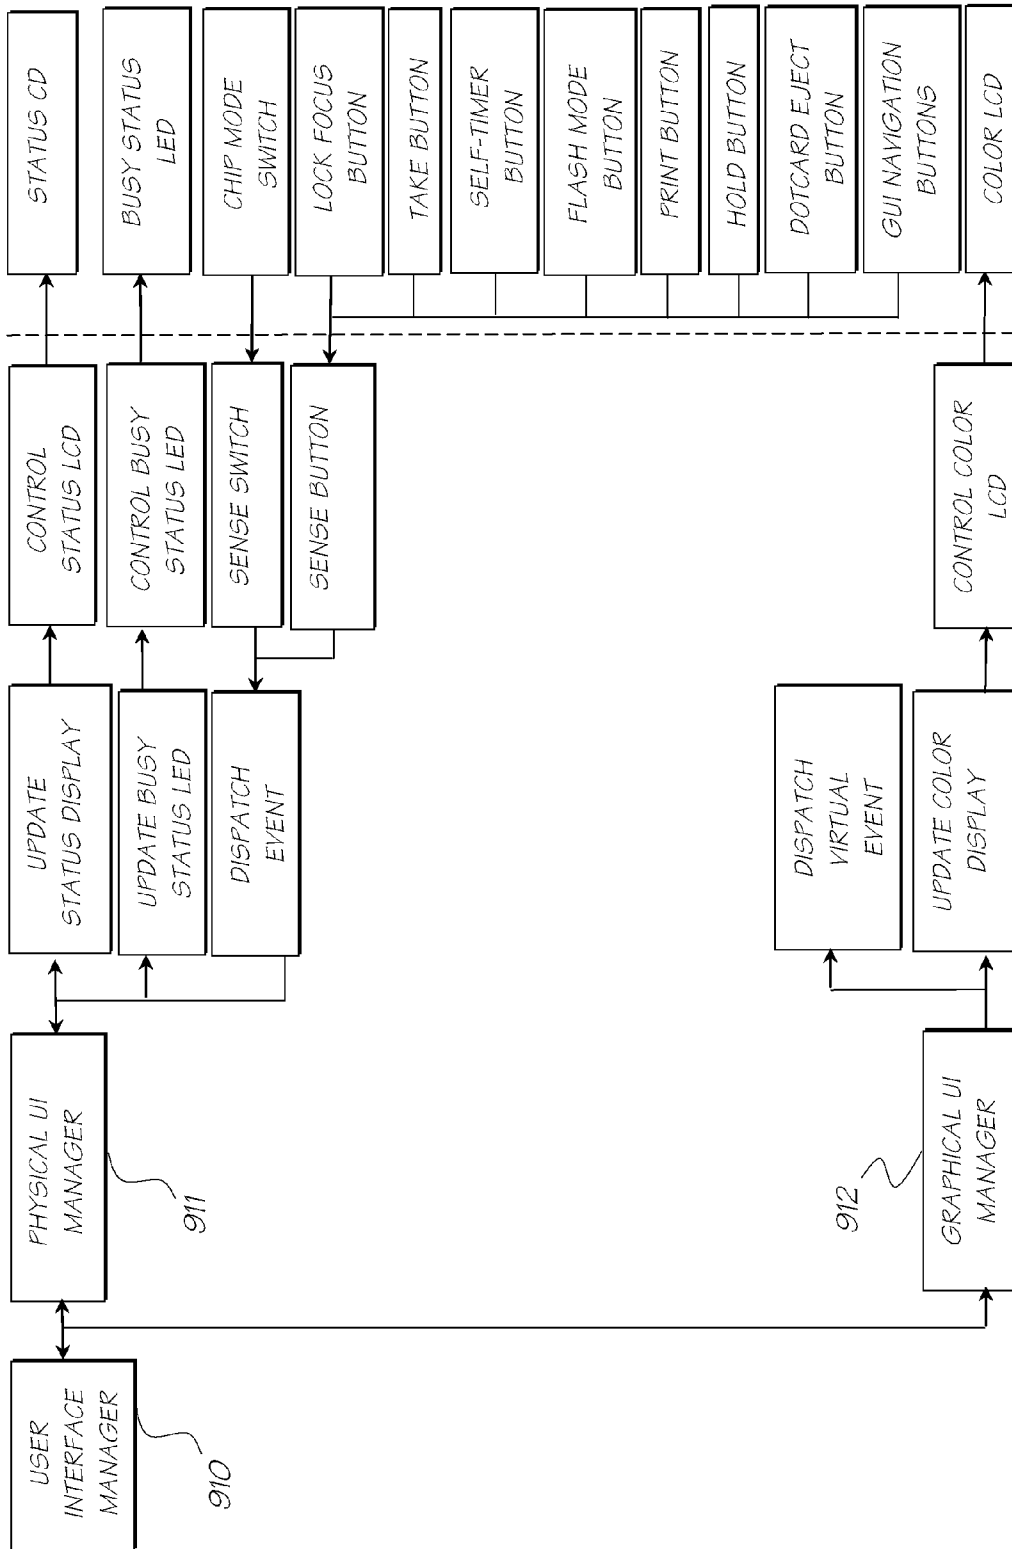 USER
INTERFACE
MANAGER
910
PHYSICAL UI
MANAGER
911
GRAPHICAL UI
MANAGER
912
UPDATE
STATUS DISPLAY
UPDATE BUSY
STATUS LED
DISPATCH
EVENT
DISPATCH
VIRTUAL
EVENT
UPDATE COLOR
DISPLAY
CONTROL
STATUS LCD
CONTROL BUSY
STATUS LED
SENSE SWITCH
SENSE BUTTON
CONTROL COLOR
LCD
STATUS CD
BUSY STATUS
LED
CHIP MODE
SWITCH
LOCK FOCUS
BUTTON
TAKE BUTTON
SELF-TIMER
BUTTON
FLASH MODE
BUTTON
PRINT BUTTON
HOLD BUTTON
DOTCARD EJECT
BUTTON
GUI NAVIGATION
BUTTONS
COLOR LCD